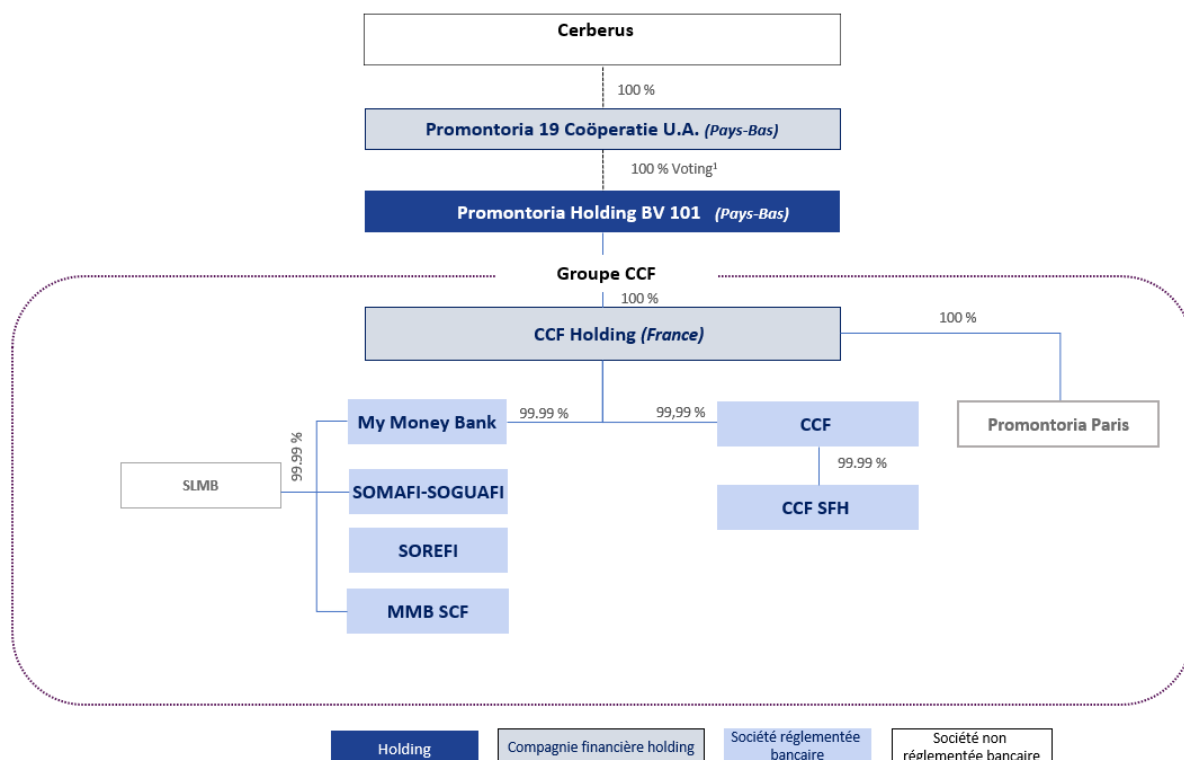 Cerberus
100 %
Promontoria 19 Coöperatie U.A. (Pays-Bas)
100 % Voting¹
Promontoria Holding BV 101 (Pays-Bas)
Groupe CCF
100 %
CCF Holding (France)
100 %
My Money Bank
99.99 %
99,99 %
CCF
Promontoria Paris
99.99 %
99.99 %
SLMB
SOMAFI-SOGUAFI
CCF SFH
SOREFI
MMB SCF
Holding
Compagnie financière holding
Société réglementée
bancaire
Société non
réglementée bancaire